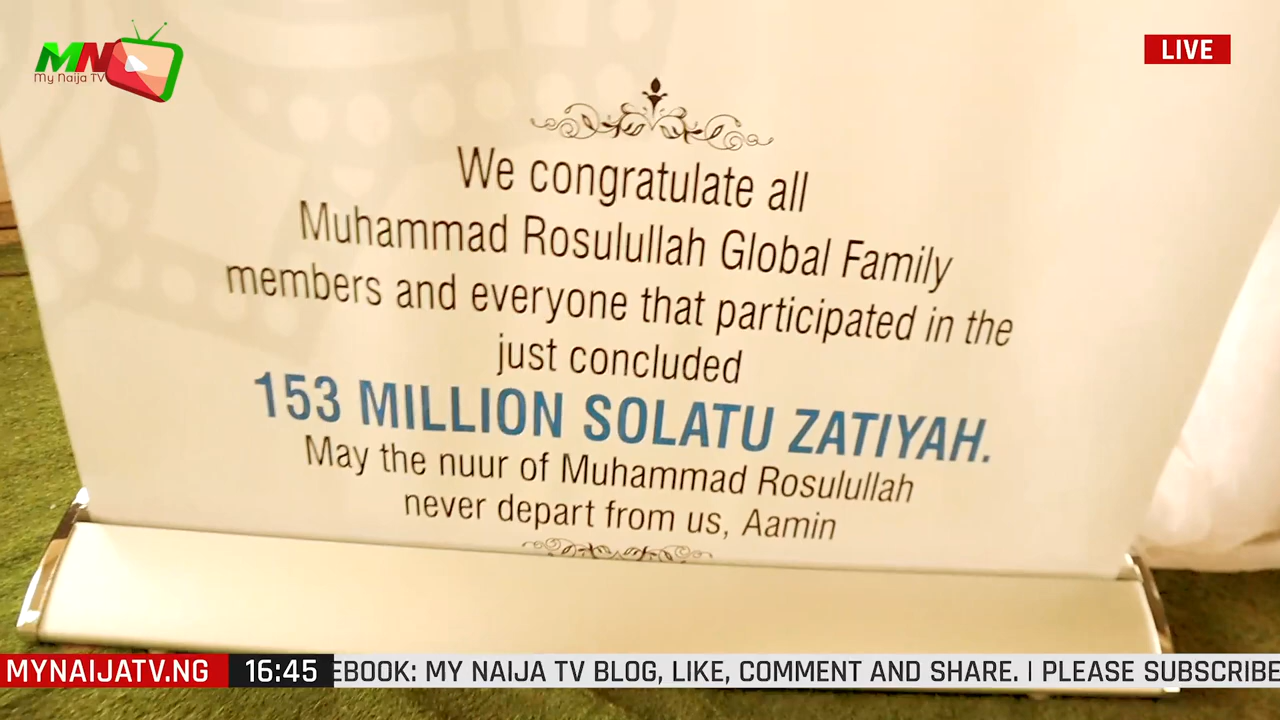 MN
My Naija TV
LIVE
We congratulate all
Muhammad Rosulullah Global Family
members and everyone that participated in the
just concluded
153 MILLION SOLATU ZATIYAH.
May the nuur of Muhammad Rosulullah
never depart from us, Aamin
MYNAIJATV.NG 16:45 EBOOK: MY NAIJA TV BLOG, LIKE, COMMENT AND SHARE. | PLEASE SUBSCRIBE